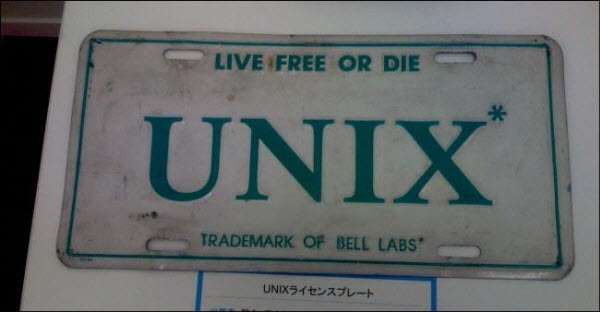 LIVE FREE OR DIE
UNIX*
TRADEMARK OF BELL LABS*
UNIXライセンスプレート